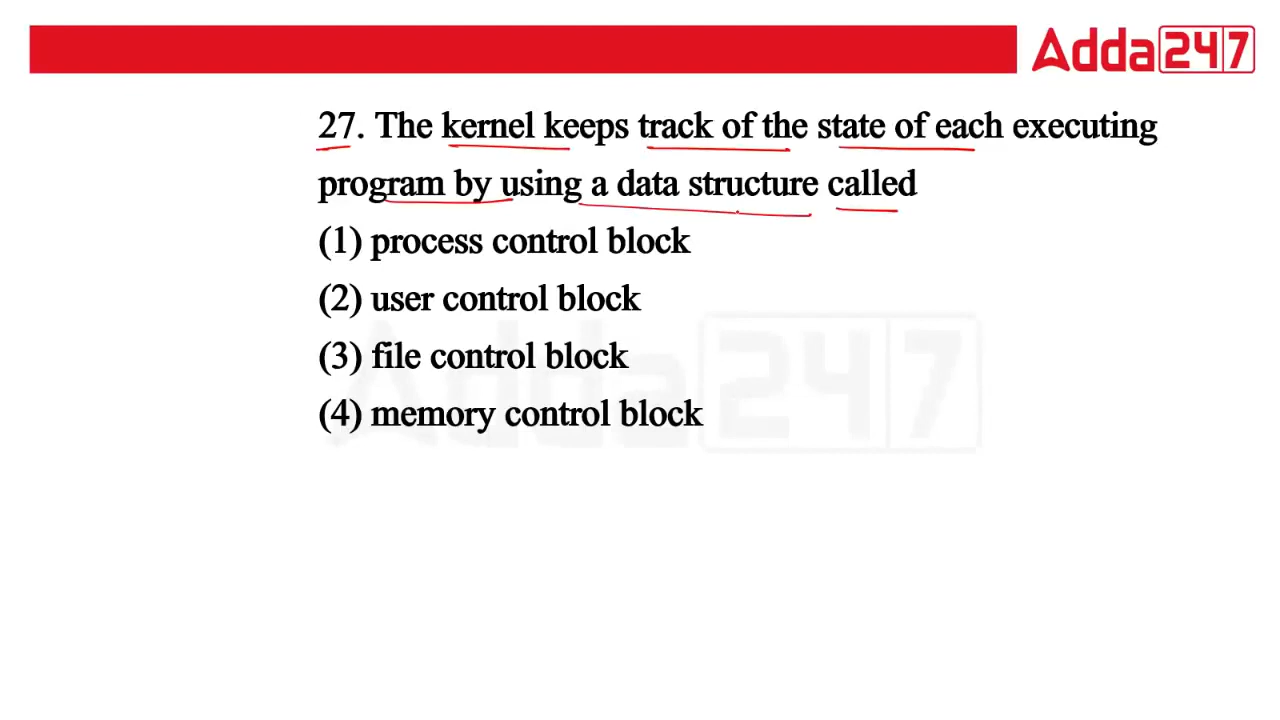 Adda247
27. The kernel keeps track of the state of each executing
program by using a data structure called
(1) process control block
(2) user control block
(3) file control block
(4) memory control block
Adda247